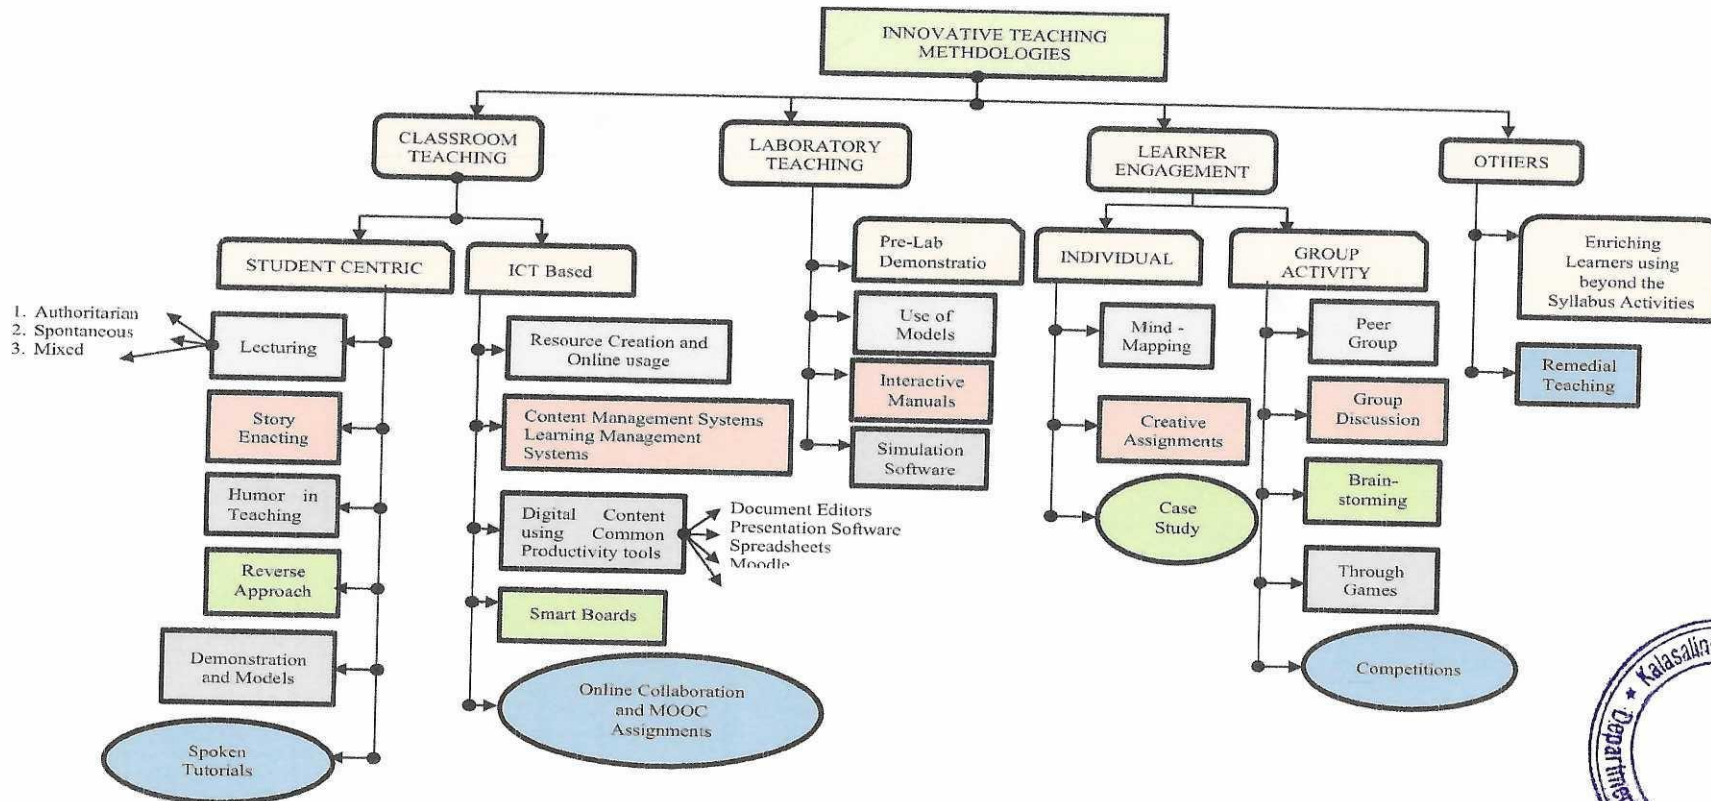 INNOVATIVE TEACHING
METHDOLOGIES
CLASSROOM
TEACHING
LABORATORY
TEACHING
LEARNER
ENGAGEMENT
OTHERS
STUDENT CENTRIC
ICT Based
Pre-Lab
Demonstratio
INDIVIDUAL
GROUP
ACTIVITY
Enriching
Learners using
beyond the
Syllabus Activities
1. Authoritarian
2. Spontaneous
3. Mixed
Lecturing
Story
Enacting
Humor in
Teaching
Reverse
Approach
Demonstration
and Models
Spoken
Tutorials
Resource Creation and
Online usage
Content Management Systems
Learning Management
Systems
Digital Content
using Common
Productivity tools
Document Editors
Presentation Software
Spreadsheets
Moodle
Smart Boards
Online Collaboration
and MOOC
Assignments
Use of
Models
Interactive
Manuals
Simulation
Software
Mind -
Mapping
Creative
Assignments
Case
Study
Peer
Group
Group
Discussion
Brain-
storming
Through
Games
Competitions
Remedial
Teaching